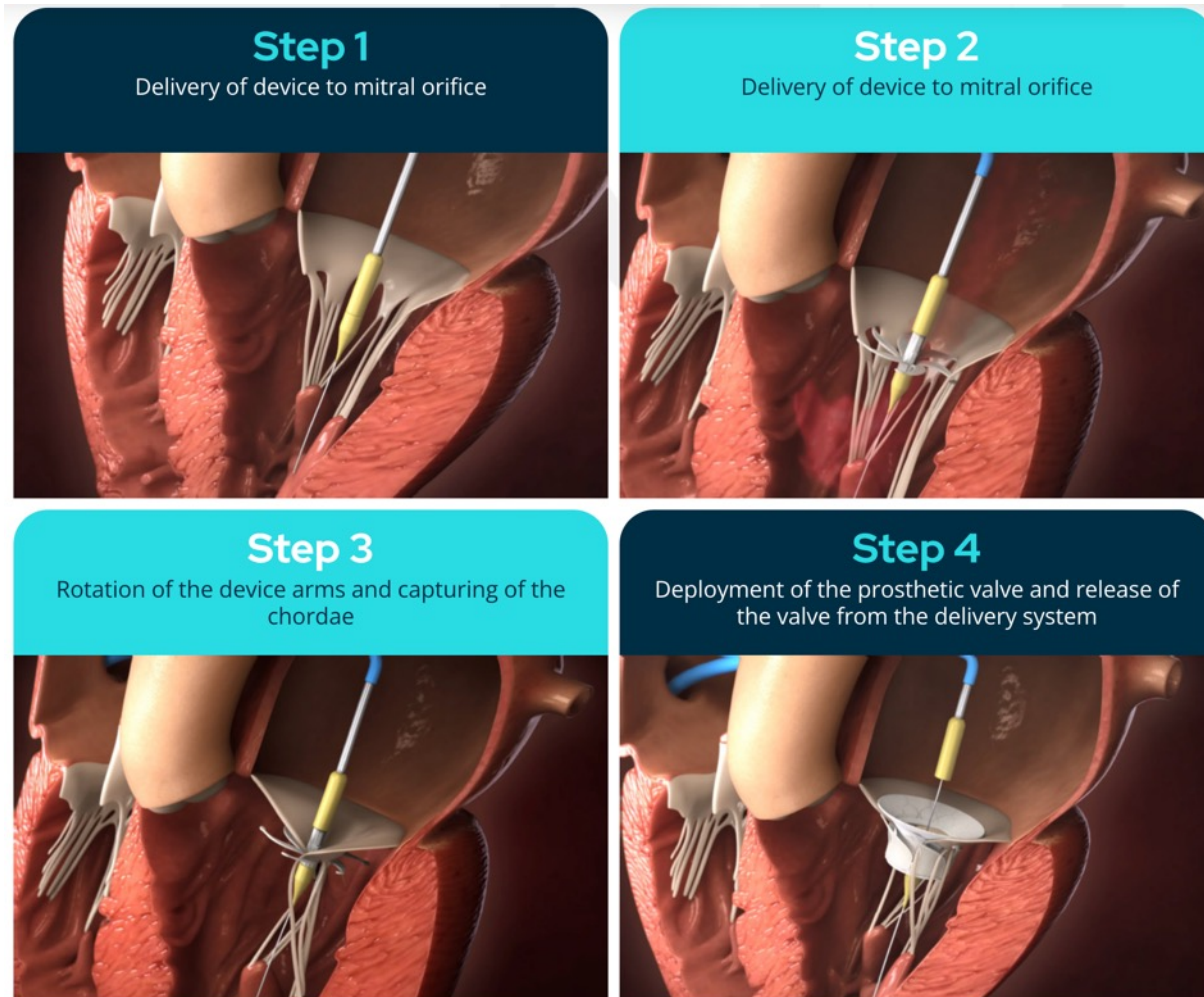 Step 1
Delivery of device to mitral orifice
Step 2
Delivery of device to mitral orifice
Step 3
Rotation of the device arms and capturing of the
chordae
Step 4
Deployment of the prosthetic valve and release of
the valve from the delivery system